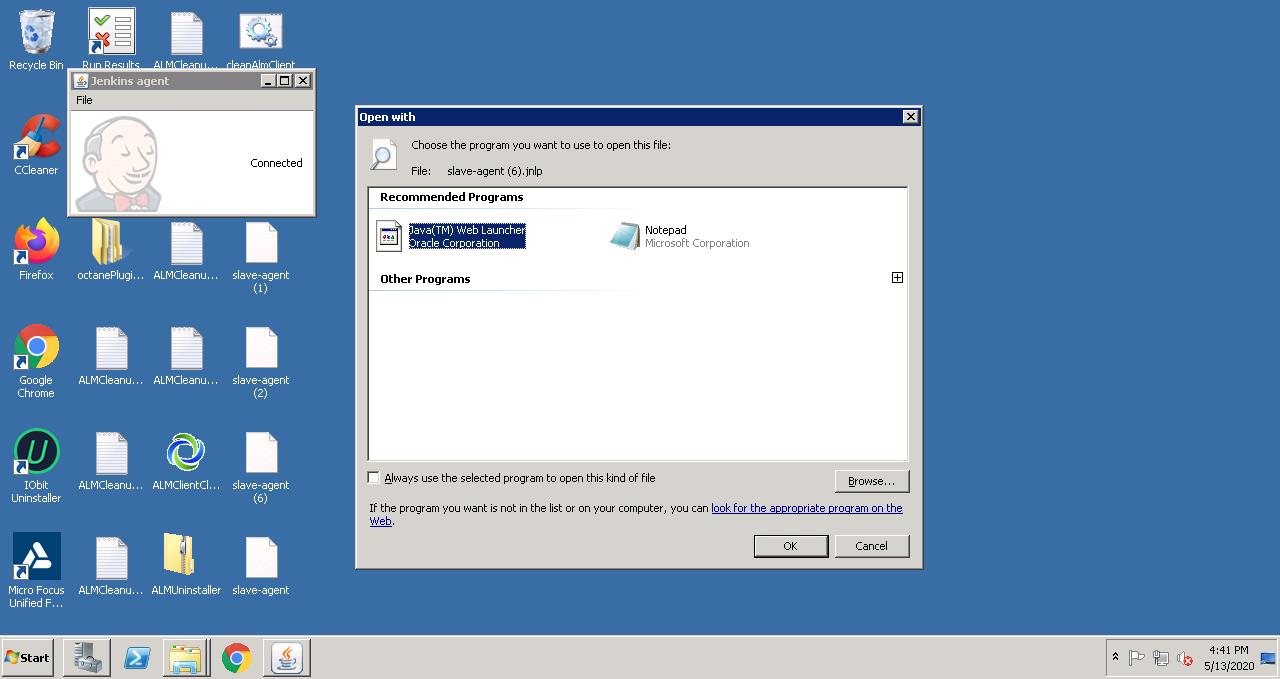 Recycle Bin
Run Results
ALMCleanu...
cleanAlmClient
Jenkins agent
File
Connected
CCleaner
Firefox
octanePlugi...
ALMCleanu...
slave-agent
(1)
Google
Chrome
ALMCleanu...
ALMCleanu...
slave-agent
(2)
IObit
Uninstaller
ALMCleanu...
ALMClientCl...
slave-agent
(6)
Micro Focus
Unified F...
ALMCleanu...
ALMUninstaller
slave-agent
Open with
Choose the program you want to use to open this file:
File: slave-agent (6).jnlp
Recommended Programs
Java(TM) Web Launcher
Oracle Corporation
Notepad
Microsoft Corporation
Other Programs
Always use the selected program to open this kind of file
Browse...
If the program you want is not in the list or on your computer, you can look for the appropriate program on the
Web.
OK
Cancel
Start
4:41 PM
5/13/2020